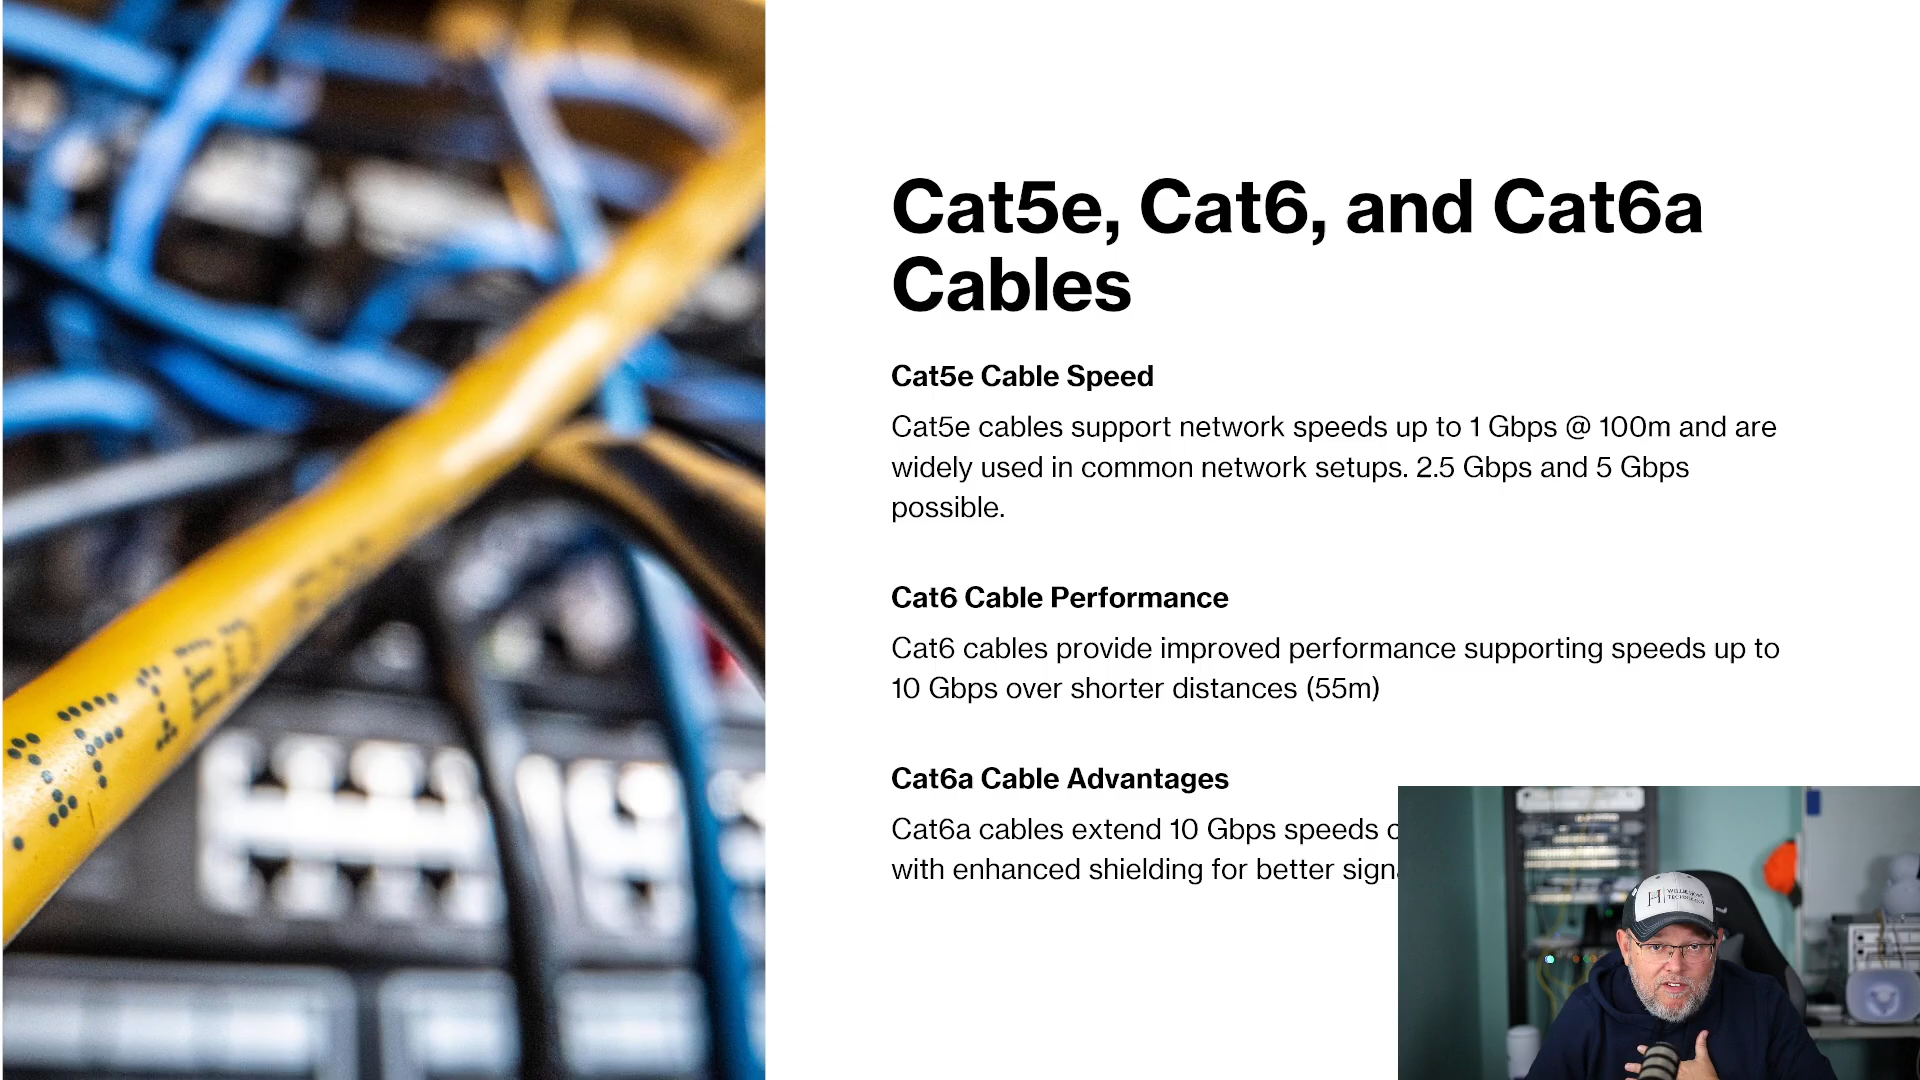 Cat5e, Cat6, and Cat6a
Cables
Cat5e Cable Speed
Cat5e cables support network speeds up to 1 Gbps @ 100m and are
widely used in common network setups. 2.5 Gbps and 5 Gbps
possible.
Cat6 Cable Performance
Cat6 cables provide improved performance supporting speeds up to
10 Gbps over shorter distances (55m)
Cat6a Cable Advantages
Cat6a cables extend 10 Gbps speeds
with enhanced shielding for better